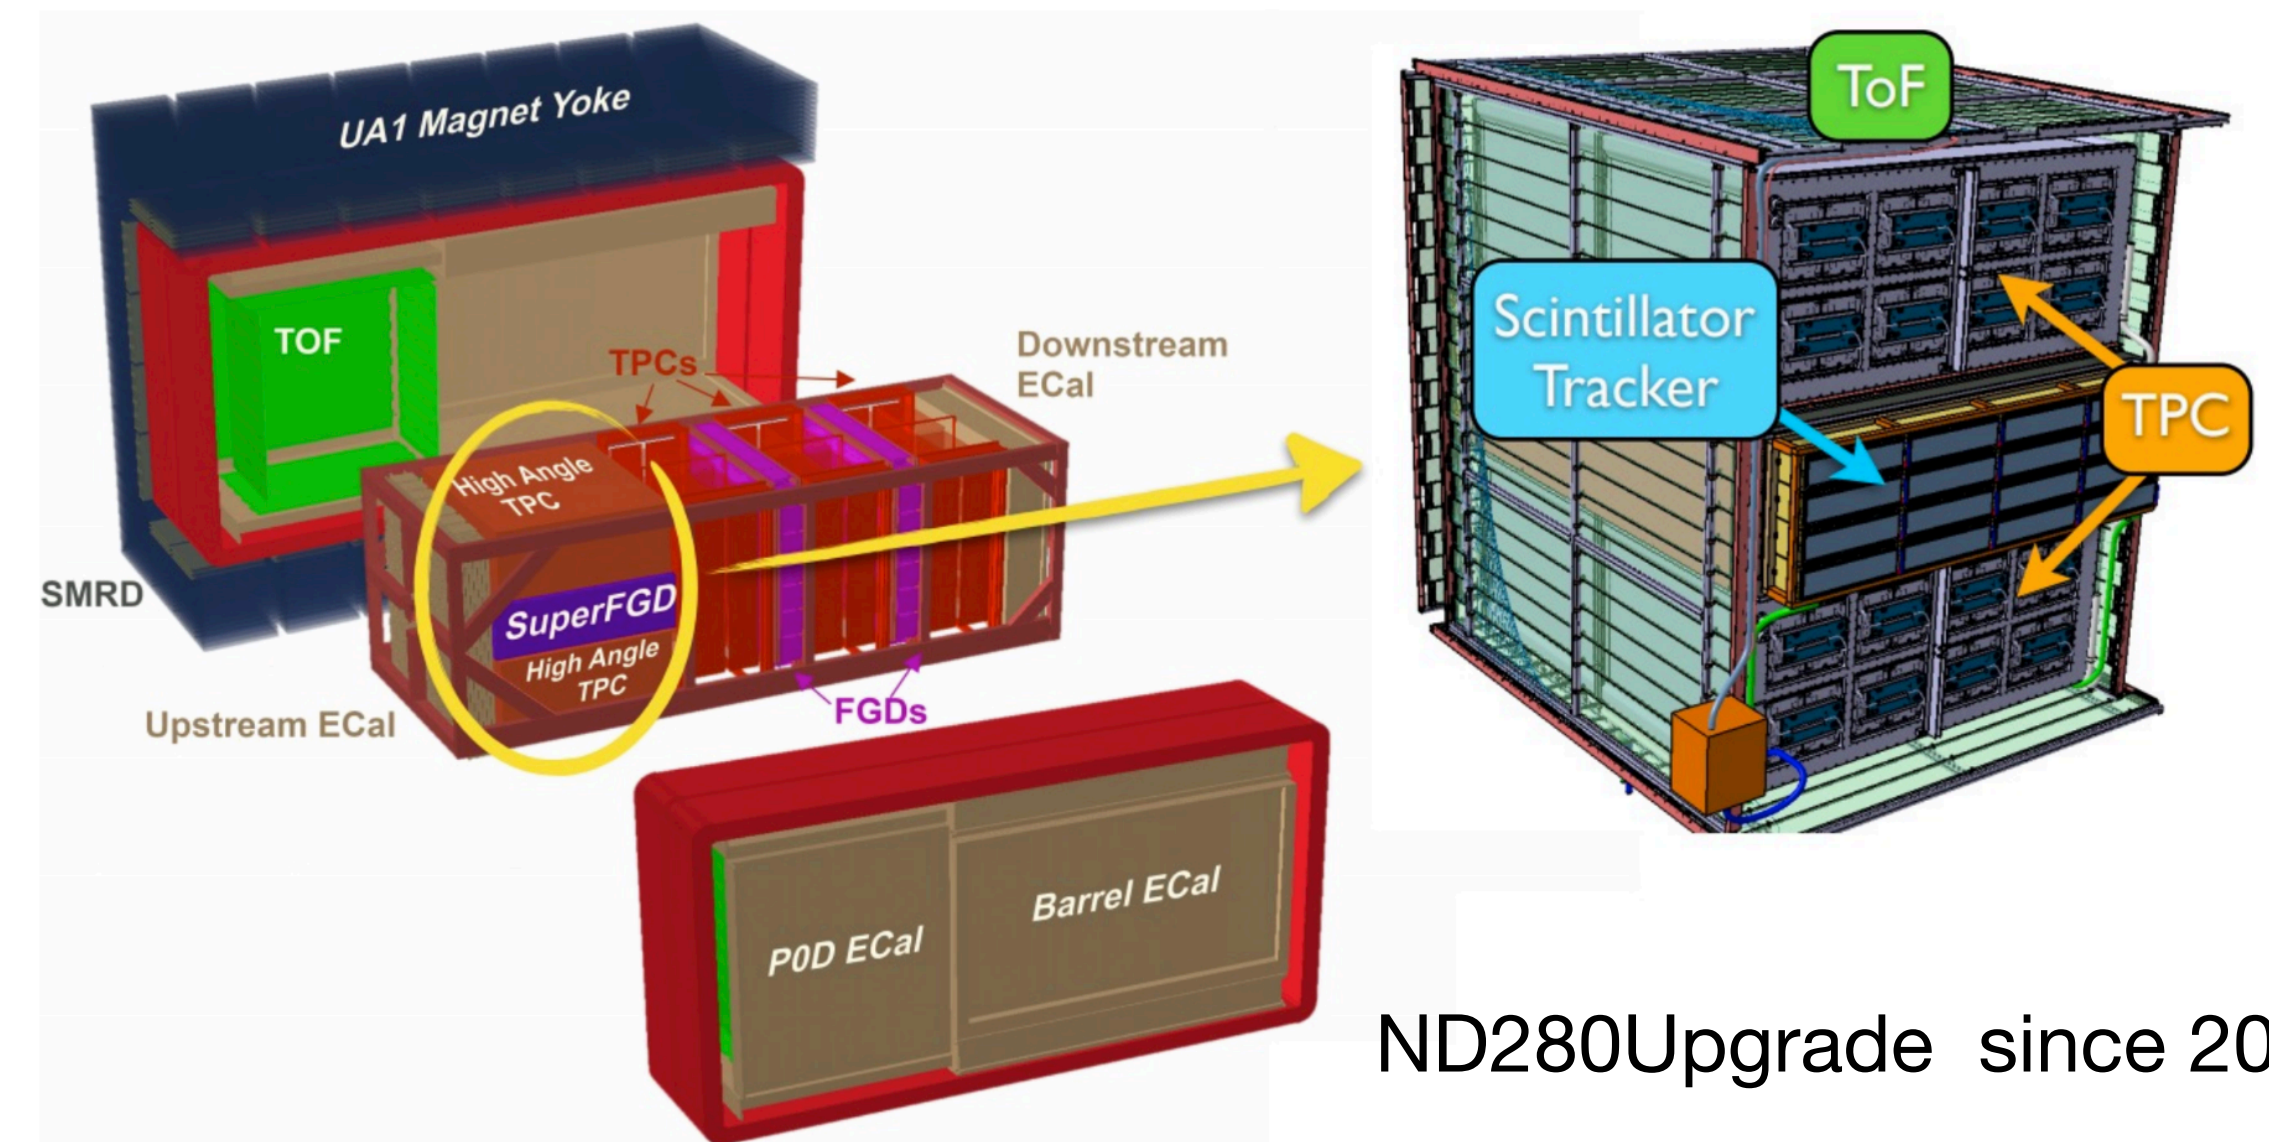 UA1 Magnet Yoke
TOF
TPCs
Downstream
ECal
High Angle
TPC
SuperFGD
High Angle
TPC
SMRD
Upstream ECal
FGDs
P0D ECal
Barrel ECal
ToF
Scintillator
Tracker
TPC
ND280Upgrade since 20